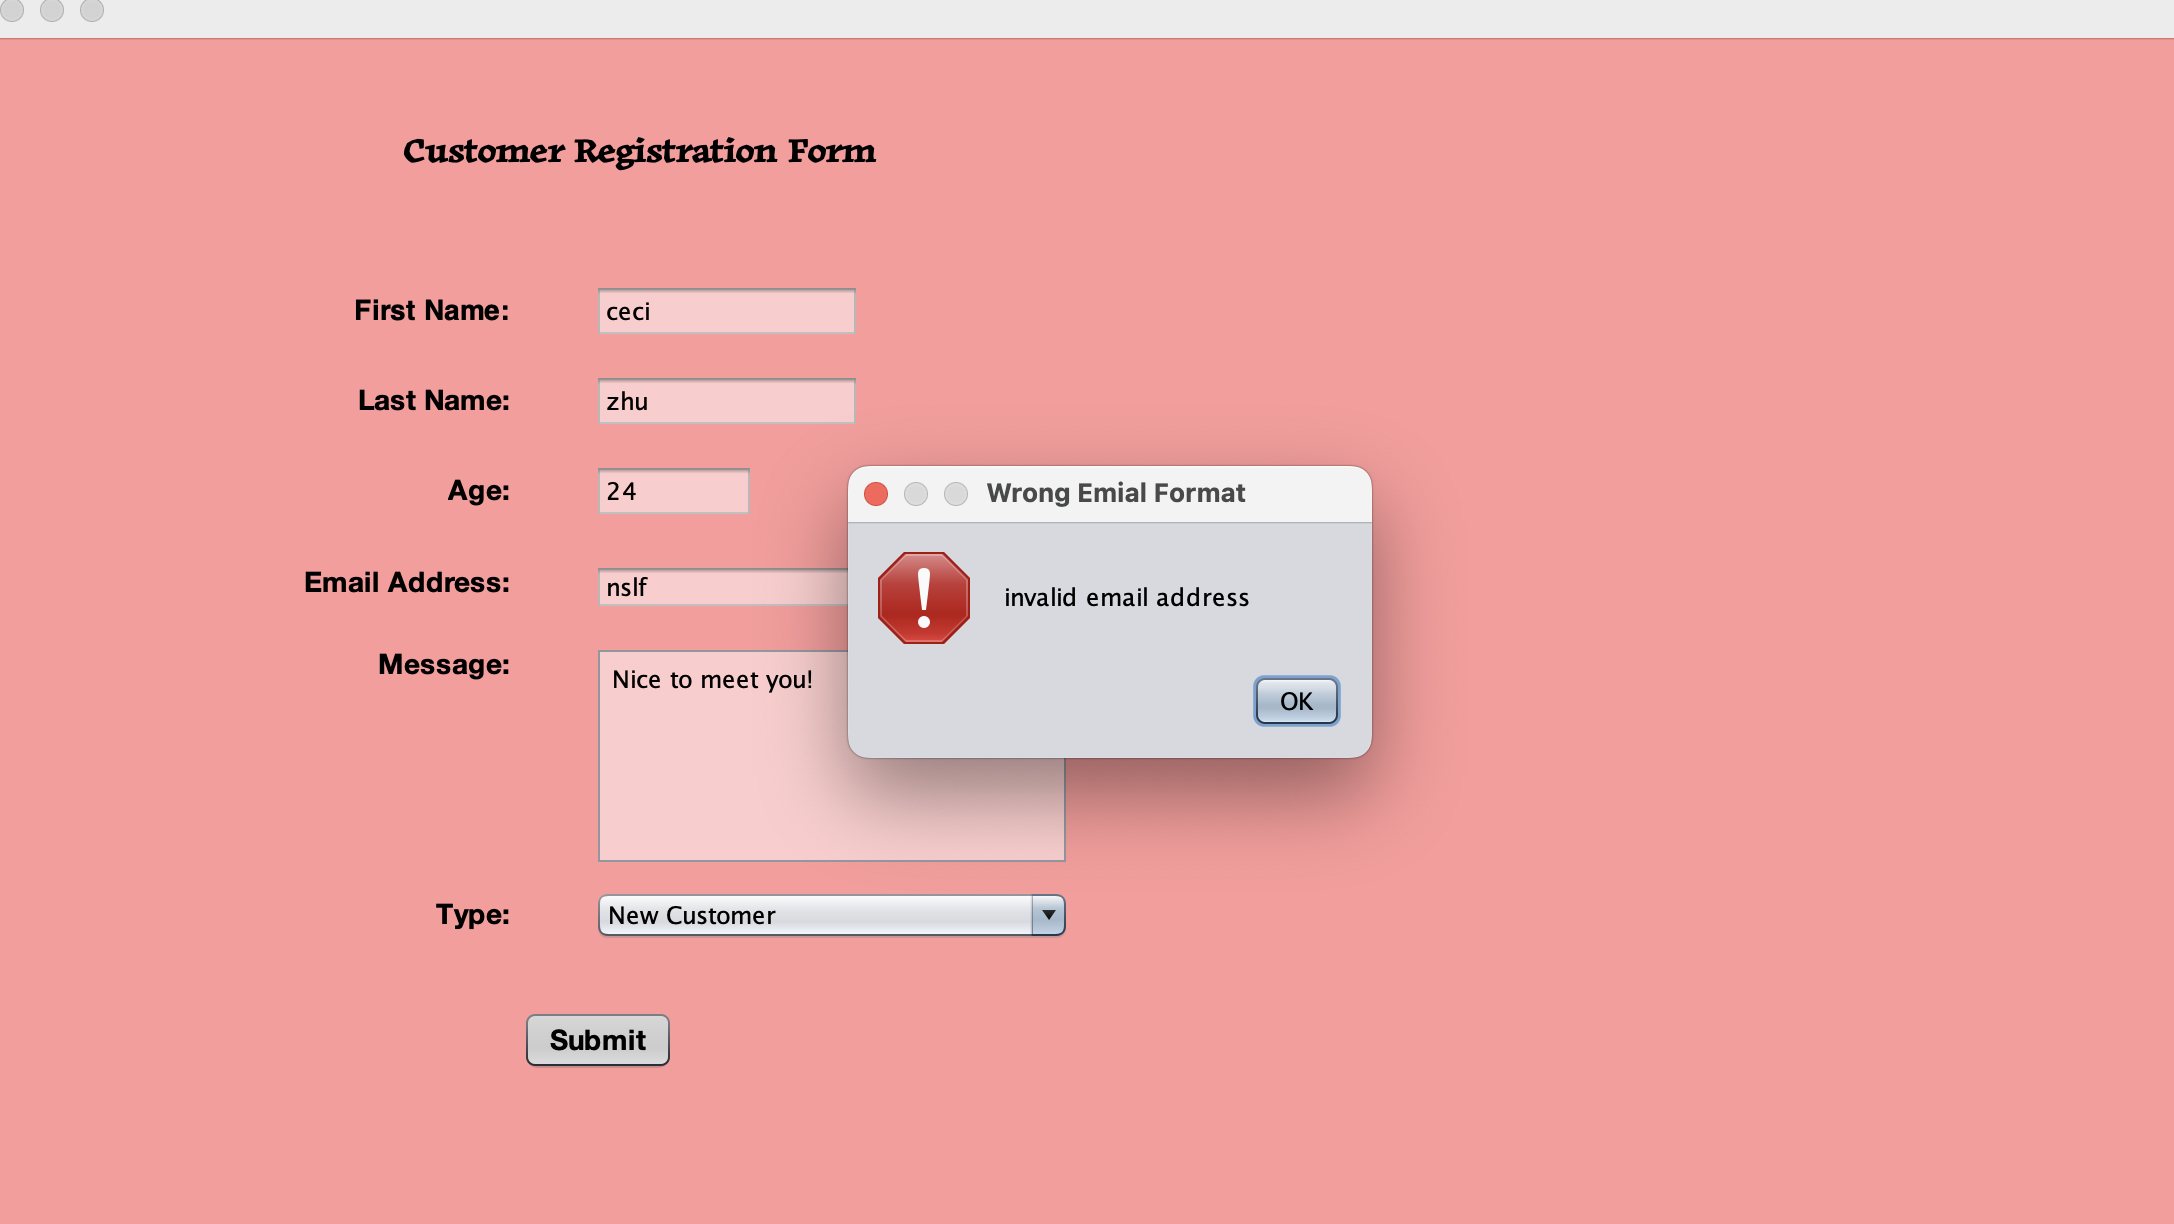 Customer Registration Form
First Name:
ceci
Last Name:
zhu
Age:
24
Email Address:
nslf
Message:
Nice to meet you!
Type:
New Customer
Submit
Wrong Emial Format
invalid email address
OK